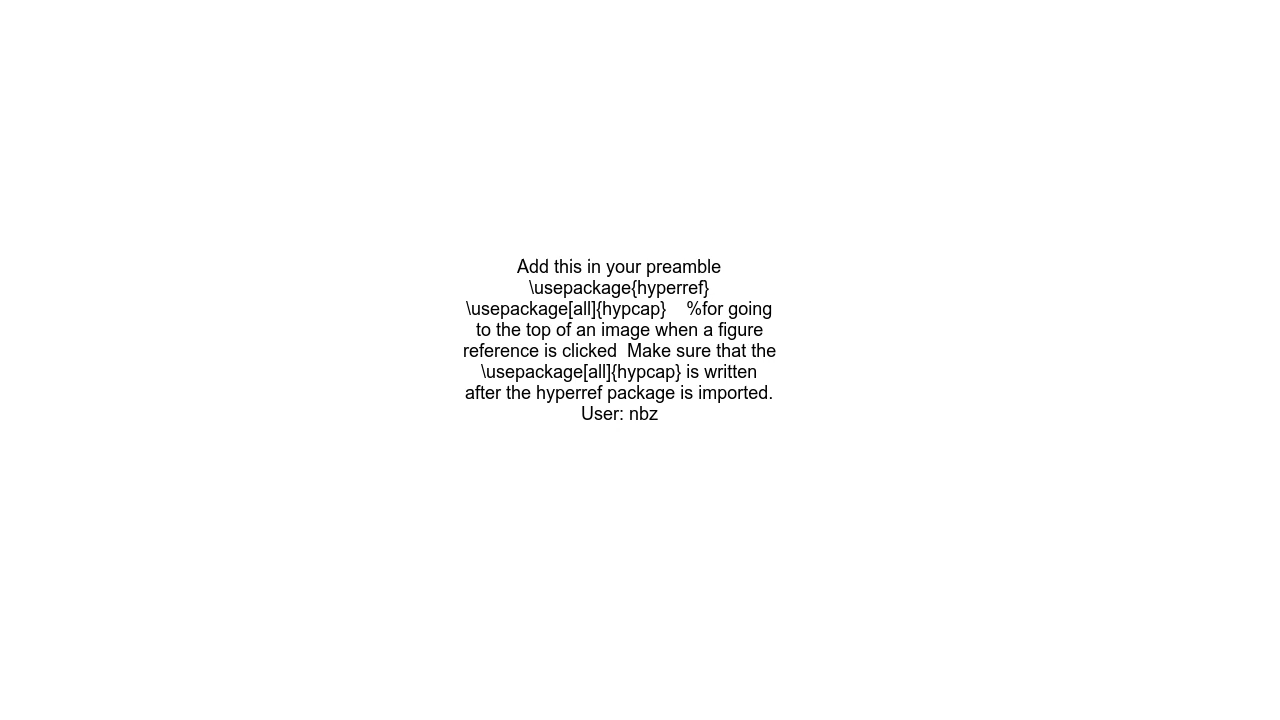 Add this in your preamble
\usepackage{hyperref}
\usepackage[all]{hypcap}    %for going
to the top of an image when a figure
reference is clicked  Make sure that the
\usepackage[all]{hypcap} is written
after the hyperref package is imported.
User: nbz